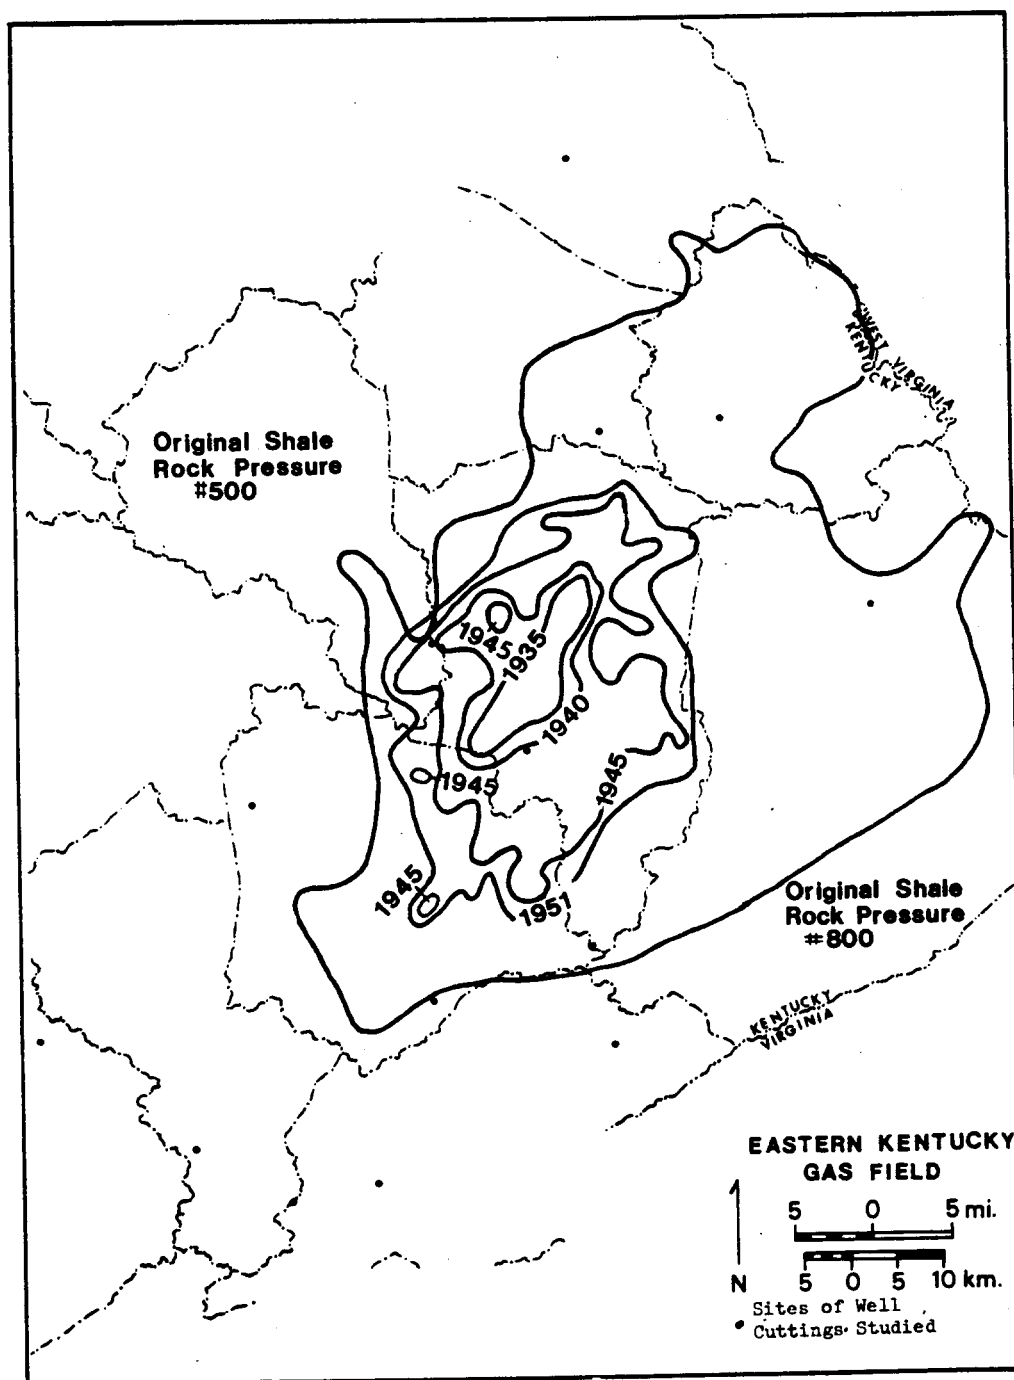 WEST VIRGINIA
KENTUCKY
Original Shale
Rock Pressure
#500
1945
1935
1940
1945
1945
1945
1951
Original Shale
Rock Pressure
#800
KENTUCKY
VIRGINIA
EASTERN KENTUCKY
GAS FIELD
5 0 5 mi.
5 0 5 10 km.
N
Sites of Well
Cuttings Studied